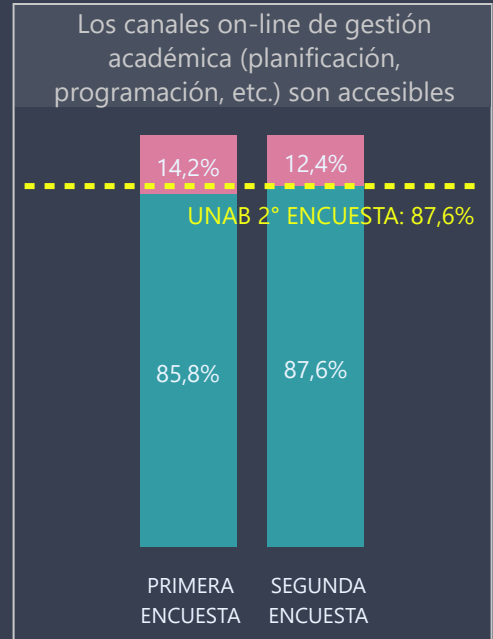 Los canales on-line de gestión
académica (planificación,
programación, etc.) son accesibles
14,2%
12,4%
UNAB 2° ENCUESTA: 87,6%
85,8%
87,6%
PRIMERA
ENCUESTA
SEGUNDA
ENCUESTA